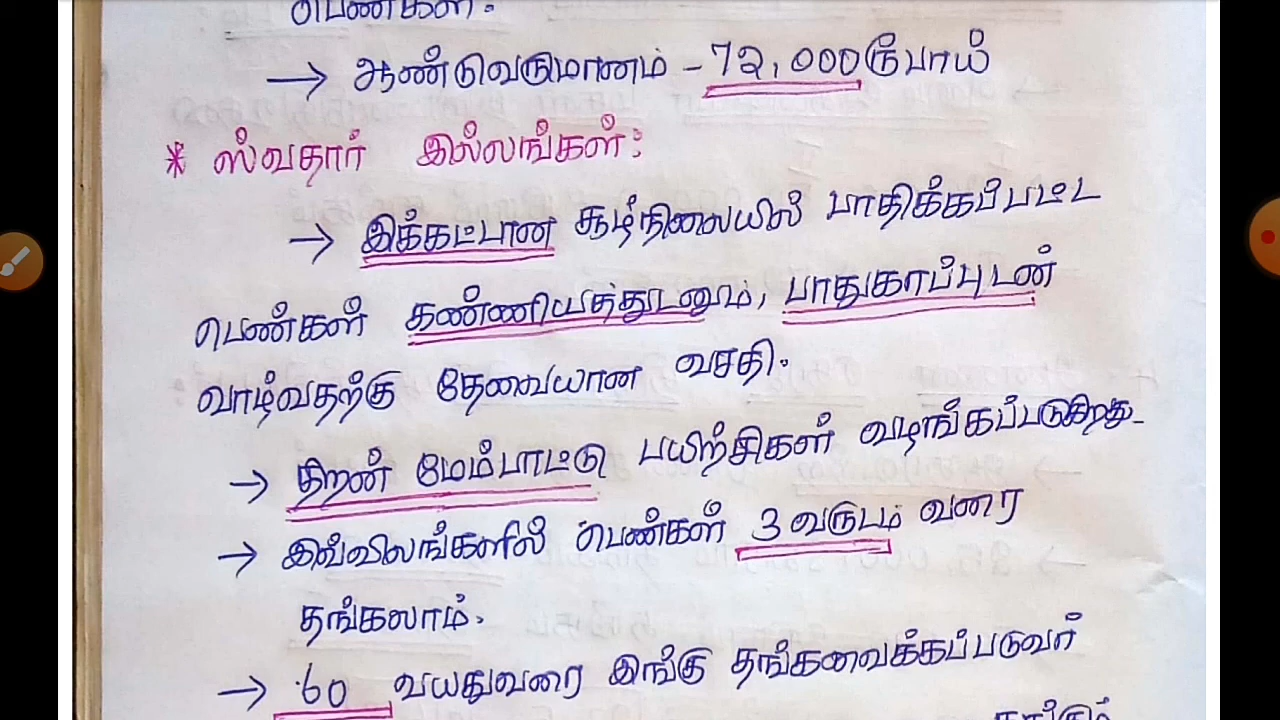 பெண்கள்.
→ ஆண்டுவெருமானம் - 72,000 ரூபாய்
* ஸ்வதார் இல்லங்கள்:
→ இக்கட்டான சூழ்நிலையில் பாதிக்கப்பட்ட
பெண்கள் கண்ணியத்துடனும், பாதுகாப்புடன்
வாழ்வதற்கு தேவையான வசதி.
→ திறன் மேம்பாட்டு பயிற்சிகள் வழங்கப்படுகிறது.
→ இவ்விலங்களில் பெண்கள் 3 வருடம் வரை
தங்கலாம்.
→ 60 வயதுவரை இங்கு தங்கவைக்கப்படுவர்